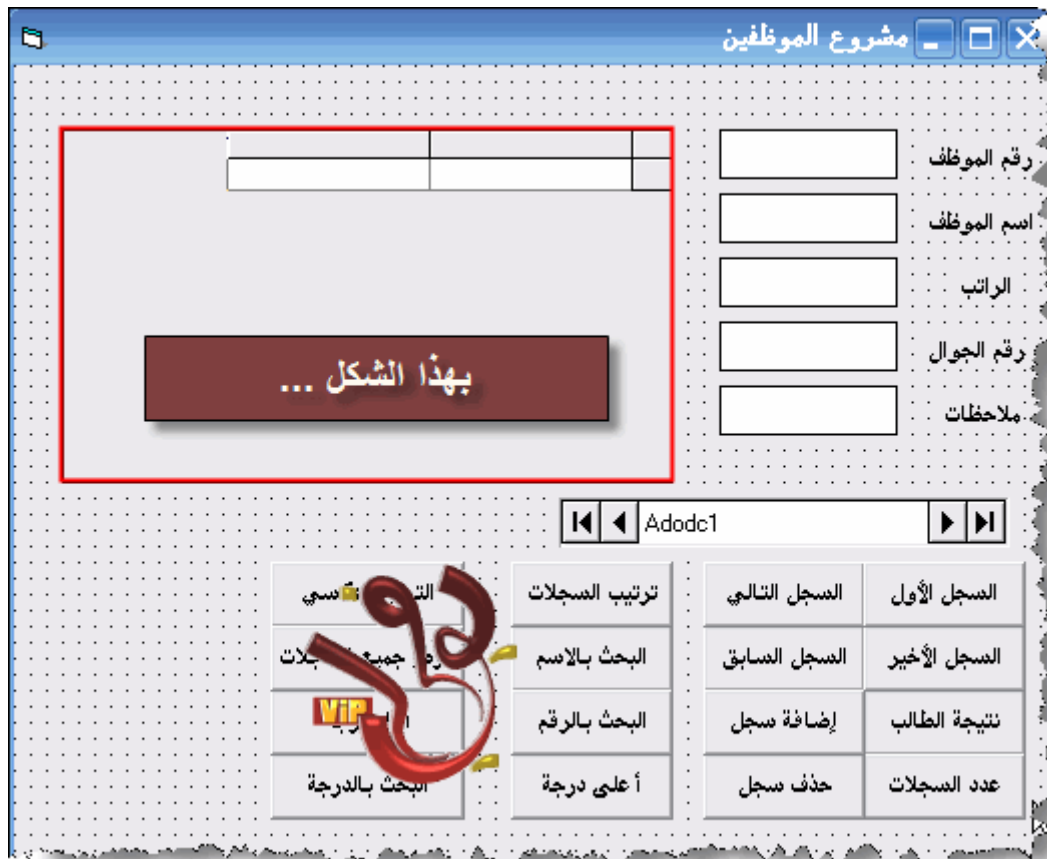 مشروع الموظفين
رقم الموظف
اسم الموظف
الراتب
رقم الجوال
ملاحظات
بهذا الشكل ...
Adodc1
السجل الأول السجل التالي ترتيب السجلات
السجل الأخير السجل السابق البحث بالاسم جميع
نتيجة الطالب إضافة سجل البحث بالرقم
عدد السجلات حذف سجل أعلى درجة البحث بالدرجة
VIP